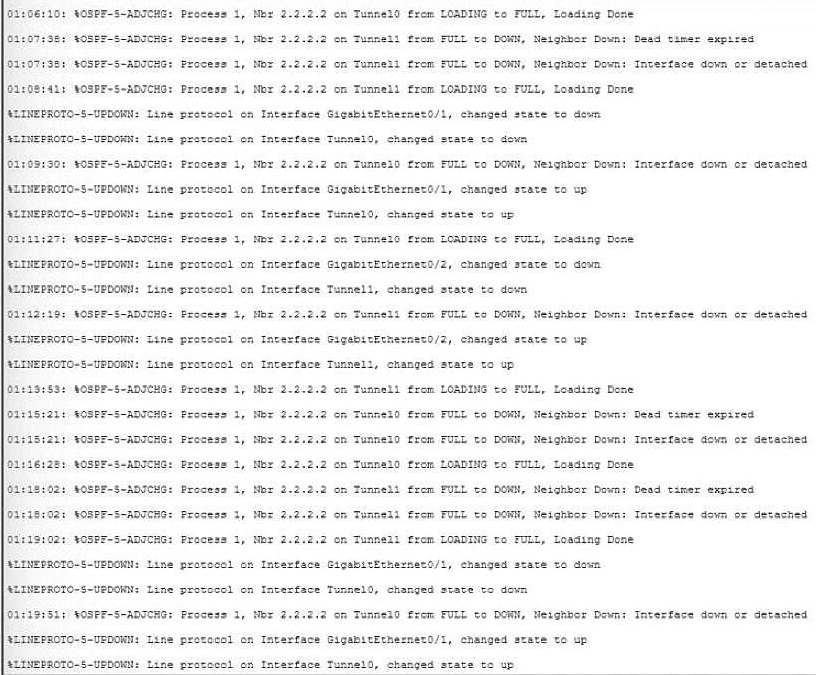 01:06:10: %OSPF-5-ADJCHG: Process 1, Nbr 2.2.2.2 on Tunnel0 from LOADING to FULL, Loading Done
01:07:38: %OSPF-5-ADJCHG: Process 1, Nbr 2.2.2.2 on Tunnel1 from FULL to DOWN, Neighbor Down: Dead timer expired
01:07:38: %OSPF-5-ADJCHG: Process 1, Nbr 2.2.2.2 on Tunnel1 from FULL to DOWN, Neighbor Down: Interface down or detached
01:08:41: %OSPF-5-ADJCHG: Process 1, Nbr 2.2.2.2 on Tunnel1 from LOADING to FULL, Loading Done
%LINEPROTO-5-UPDOWN: Line protocol on Interface GigabitEthernet0/1, changed state to down
%LINEPROTO-5-UPDOWN: Line protocol on Interface Tunnel0, changed state to down
01:09:30: %OSPF-5-ADJCHG: Process 1, Nbr 2.2.2.2 on Tunnel0 from FULL to DOWN, Neighbor Down: Interface down or detached
%LINEPROTO-5-UPDOWN: Line protocol on Interface GigabitEthernet0/1, changed state to up
%LINEPROTO-5-UPDOWN: Line protocol on Interface Tunnel0, changed state to up
01:11:27: %OSPF-5-ADJCHG: Process 1, Nbr 2.2.2.2 on Tunnel0 from LOADING to FULL, Loading Done
%LINEPROTO-5-UPDOWN: Line protocol on Interface GigabitEthernet0/2, changed state to down
%LINEPROTO-5-UPDOWN: Line protocol on Interface Tunnel1, changed state to down
01:12:19: %OSPF-5-ADJCHG: Process 1, Nbr 2.2.2.2 on Tunnel1 from FULL to DOWN, Neighbor Down: Interface down or detached
%LINEPROTO-5-UPDOWN: Line protocol on Interface GigabitEthernet0/2, changed state to up
%LINEPROTO-5-UPDOWN: Line protocol on Interface Tunnel1, changed state to up
01:13:53: %OSPF-5-ADJCHG: Process 1, Nbr 2.2.2.2 on Tunnel1 from LOADING to FULL, Loading Done
01:15:21: %OSPF-5-ADJCHG: Process 1, Nbr 2.2.2.2 on Tunnel0 from FULL to DOWN, Neighbor Down: Dead timer expired
01:15:21: %OSPF-5-ADJCHG: Process 1, Nbr 2.2.2.2 on Tunnel0 from FULL to DOWN, Neighbor Down: Interface down or detached
01:16:28: %OSPF-5-ADJCHG: Process 1, Nbr 2.2.2.2 on Tunnel0 from LOADING to FULL, Loading Done
01:18:02: %OSPF-5-ADJCHG: Process 1, Nbr 2.2.2.2 on Tunnel1 from FULL to DOWN, Neighbor Down: Dead timer expired
01:18:02: %OSPF-5-ADJCHG: Process 1, Nbr 2.2.2.2 on Tunnel1 from FULL to DOWN, Neighbor Down: Interface down or detached
01:19:02: %OSPF-5-ADJCHG: Process 1, Nbr 2.2.2.2 on Tunnel1 from LOADING to FULL, Loading Done
%LINEPROTO-5-UPDOWN: Line protocol on Interface GigabitEthernet0/1, changed state to down
%LINEPROTO-5-UPDOWN: Line protocol on Interface Tunnel0, changed state to down
01:19:51: %OSPF-5-ADJCHG: Process 1, Nbr 2.2.2.2 on Tunnel0 from FULL to DOWN, Neighbor Down: Interface down or detached
%LINEPROTO-5-UPDOWN: Line protocol on Interface GigabitEthernet0/1, changed state to up
%LINEPROTO-5-UPDOWN: Line protocol on Interface Tunnel0, changed state to up